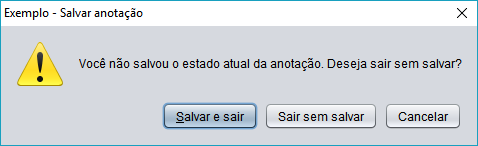 Exemplo - Salvar anotação
Você não salvou o estado atual da anotação. Deseja sair sem salvar?
Salvar e sair
Sair sem salvar
Cancelar